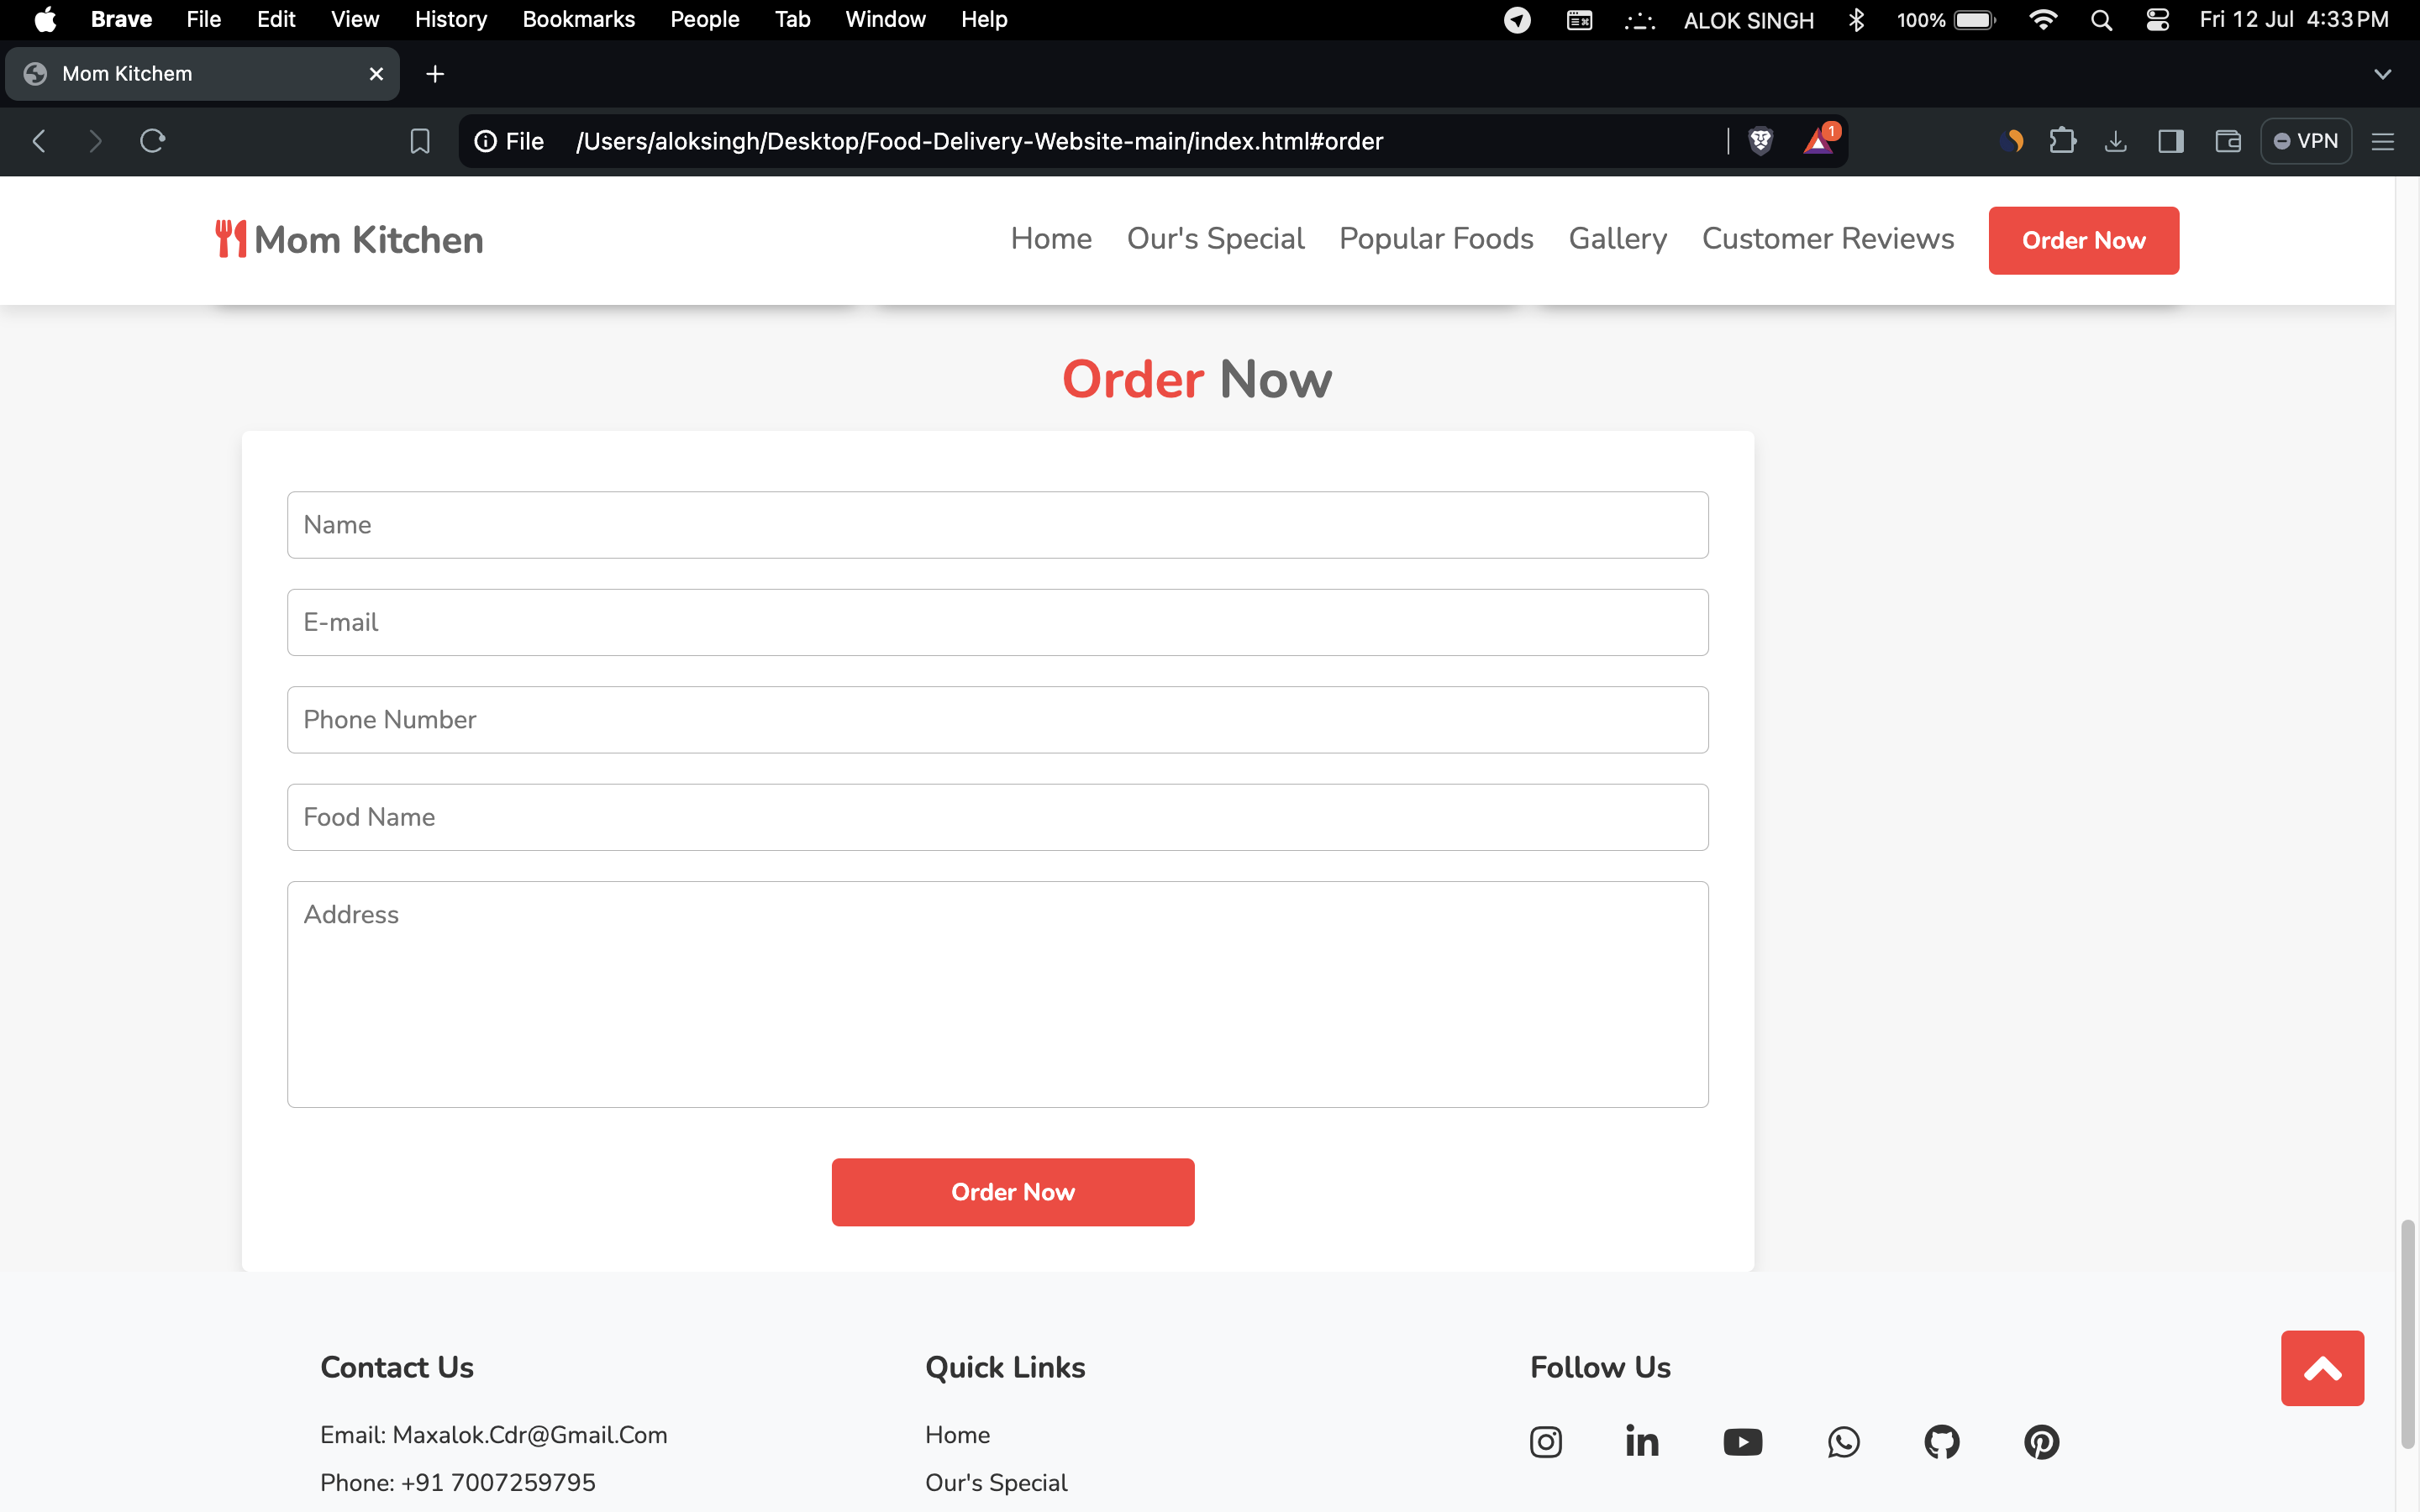 Brave File Edit View History Bookmarks People Tab Window Help ALOK SINGH 100% Fri 12 Jul 4:33 PM
Mom Kitchem
File /Users/aloksingh/Desktop/Food-Delivery-Website-main/index.html#order 1 VPN
Mom Kitchen Home Our's Special Popular Foods Gallery Customer Reviews Order Now
Order Now
Name
E-mail
Phone Number
Food Name
Address
Order Now
Contact Us Quick Links Follow Us
Email: Maxalok.Cdr@Gmail.Com Home
Phone: +91 7007259795 Our's Special